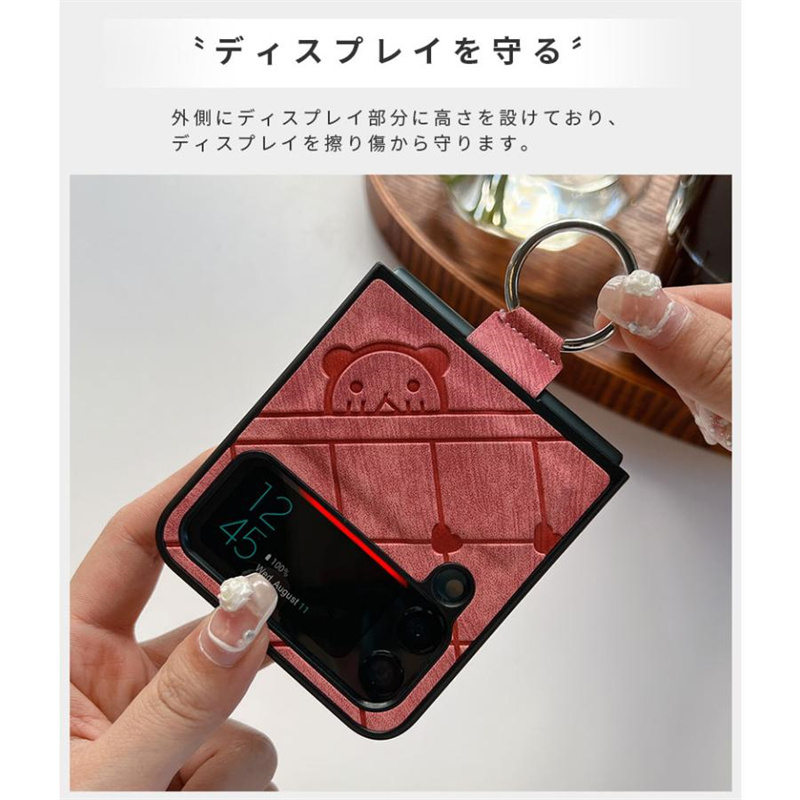 〝ディスプレイを守る〞
外側にディスプレイ部分に高さを設けており、
ディスプレイを擦り傷から守ります。
12
45
100%
Wed, August 11